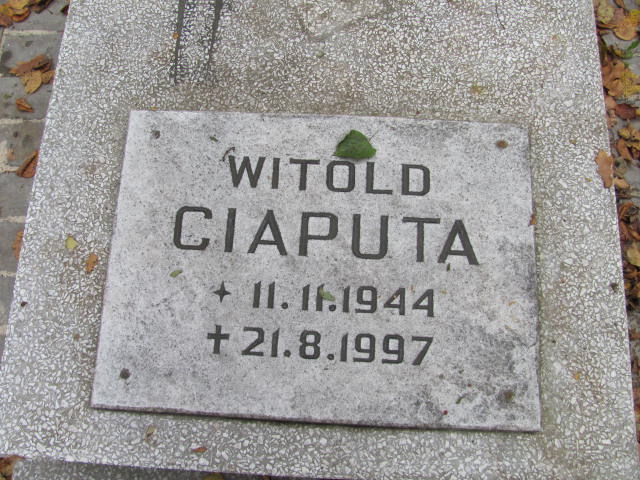 WITOLD
CIAPUTA
✦ 11.11.1944
✝ 21.8.1997